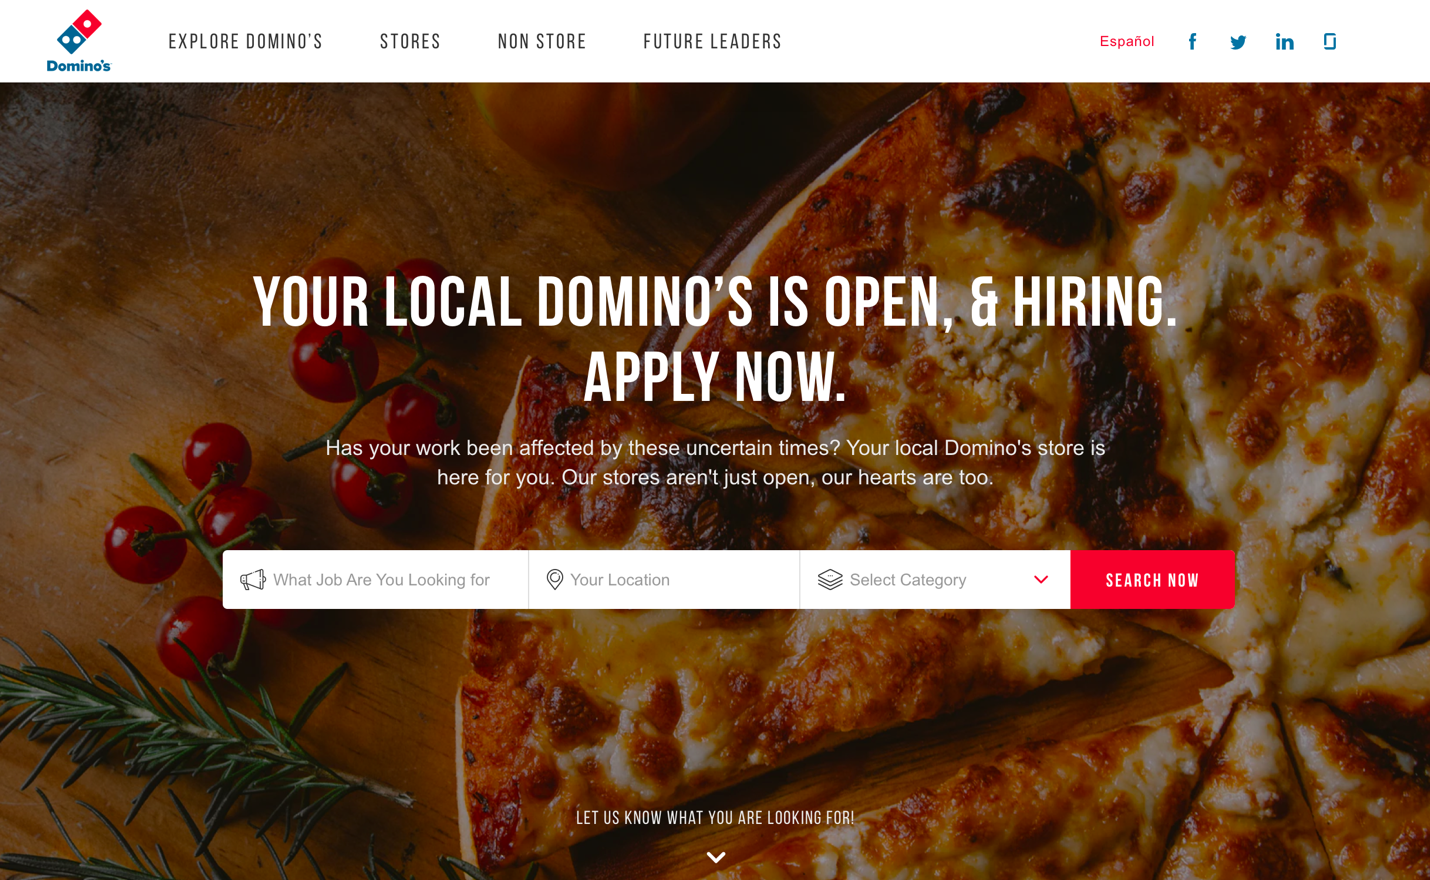 Domino's
EXPLORE DOMINO'S
STORES
NON STORE
FUTURE LEADERS
Español
YOUR LOCAL DOMINO'S IS OPEN, & HIRING.
APPLY NOW.
Has your work been affected by these uncertain times? Your local Domino's store is
here for you. Our stores aren't just open, our hearts are too.
What Job Are You Looking for
Your Location
Select Category
SEARCH NOW
LET US KNOW WHAT YOU ARE LOOKING FOR!